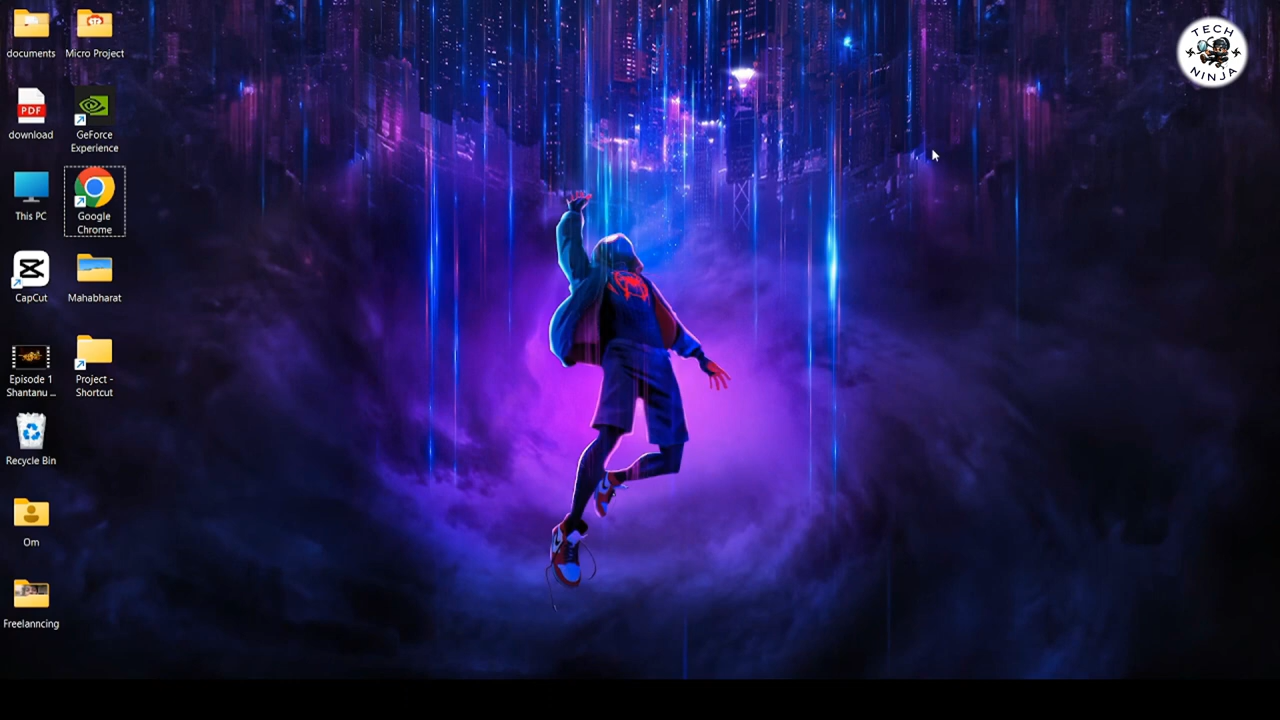 documents
Micro Project
PDF
download
GeForce
Experience
This PC
Google
Chrome
CapCut
Mahabharat
Episode 1
Shantanu ...
Project -
Shortcut
Recycle Bin
Om
Freelanncing
TECH
NINJA